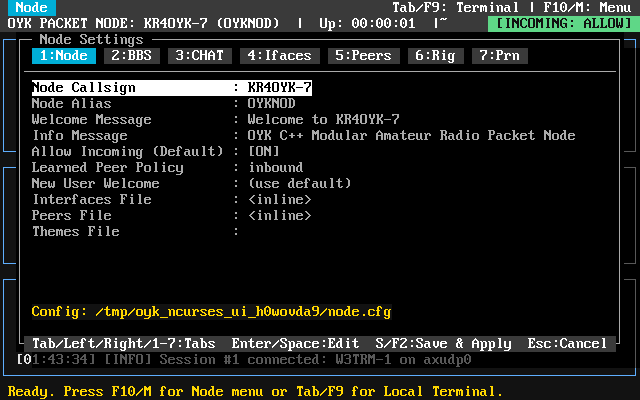 Node Tab/F9: Terminal | F10/M: Menu
OYK PACKET NODE: KR4OYK-7 (OYKNOD) | Up: 00:00:01 |~ [INCOMING: ALLOW]
Node Settings
1:Node 2:BBS 3:CHAT 4:Ifaces 5:Peers 6:Rig 7:Prn
Node Callsign : KR4OYK-7
Node Alias : OYKNOD
Welcome Message : Welcome to KR4OYK-7
Info Message : OYK C++ Modular Amateur Radio Packet Node
Allow Incoming (Default) : [ON]
Learned Peer Policy : inbound
New User Welcome : (use default)
Interfaces File : <inline>
Peers File : <inline>
Themes File :
Config: /tmp/oyk_ncurses_ui_h0wovda9/node.cfg
Tab/Left/Right/1-7:Tabs Enter/Space:Edit S/F2:Save & Apply Esc:Cancel
[01:43:34] [INFO] Session #1 connected: W3TRM-1 on axudp0
Ready. Press F10/M for Node menu or Tab/F9 for Local Terminal.